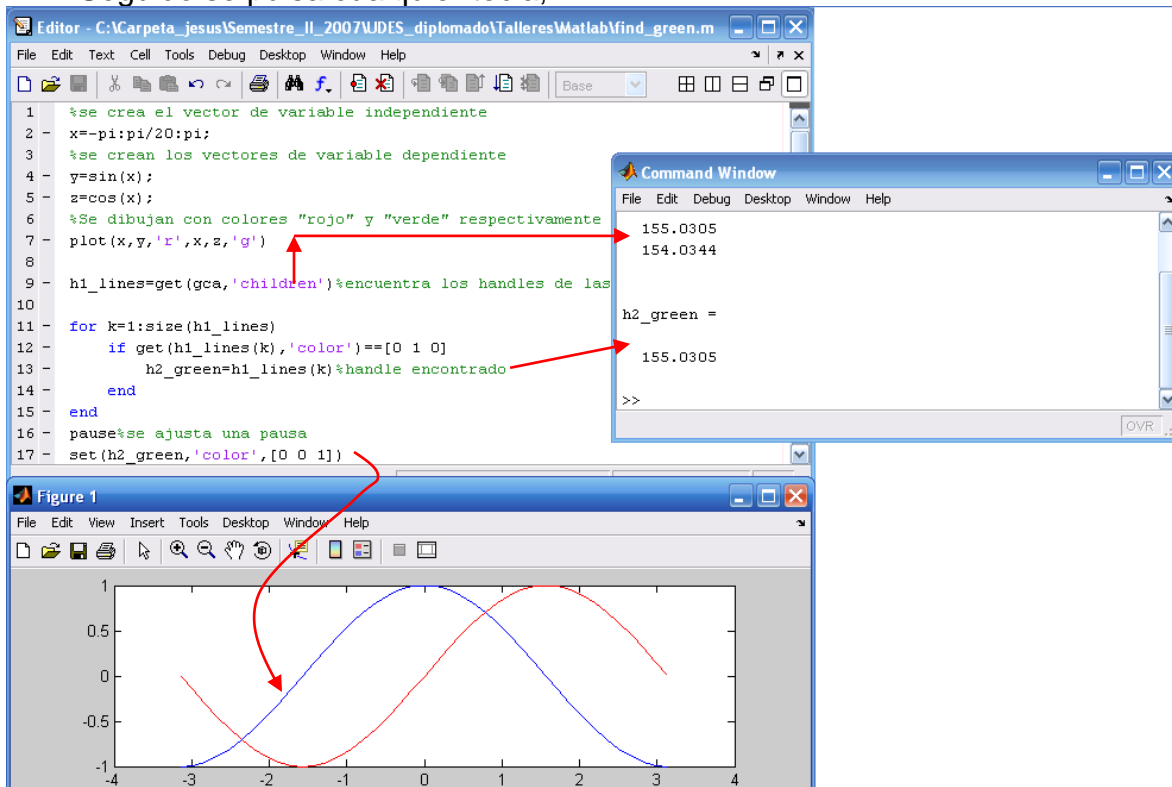 Editor - C:\Carpeta_jesus\Semestre_II_2007\UDES_diplomado\Talleres\Matlab\find_green.m
File Edit Text Cell Tools Debug Desktop Window Help
Base
1 %se crea el vector de variable independiente
2 - x=-pi:pi/20:pi;
3 %se crean los vectores de variable dependiente
4 - y=sin(x);
5 - z=cos(x);
6 %Se dibujan con colores "rojo" y "verde" respectivamente
7 - plot(x,y,'r',x,z,'g')
8
9 - h1_lines=get(gca,'children')%encuentra los handles de las
10
11 - for k=1:size(h1_lines)
12 - if get(h1_lines(k),'color')==[0 1 0]
13 - h2_green=h1_lines(k)%handle encontrado
14 - end
15 - end
16 - pause%se ajusta una pausa
17 - set(h2_green,'color',[0 0 1])
Command Window
File Edit Debug Desktop Window Help
155.0305
154.0344
h2_green =
155.0305
>>
OVR
Figure 1
File Edit View Insert Tools Desktop Window Help
1
0.5
0
-0.5
-1
-4 -3 -2 -1 0 1 2 3 4